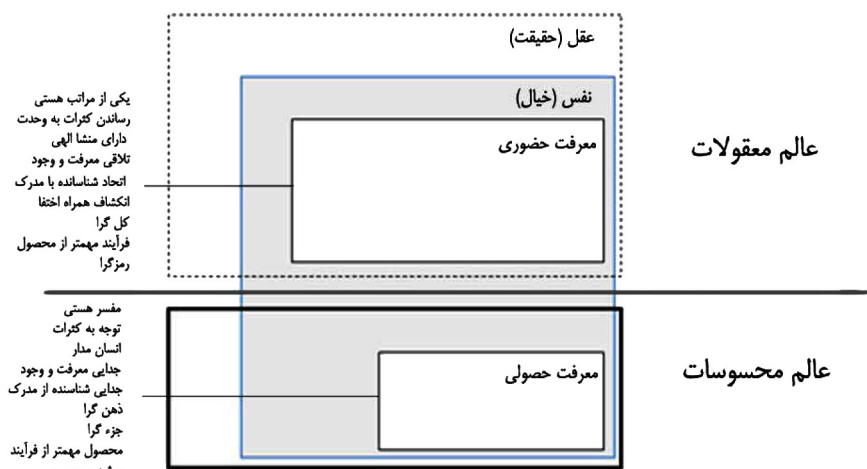 عقل (حقیقت)
نفس (خیال)
معرفت حضوری
عالم معقولات
یکی از مراتب هستی
رساندن کثرات به وحدت
دارای منشا الهی
تلاقی معرفت و وجود
اتحاد شناسانده با مدرک
انکشاف همراه اختفا
کل گرا
فرآیند مهمتر از محصول
رمزگرا
عالم محسوسات
معرفت حصولی
مفسر هستی
توجه به کثرات
انسان مدار
جدایی معرفت و وجود
جدایی شناسنده از مدرک
ذهن گرا
جزء گرا
محصول مهمتر از فرآیند